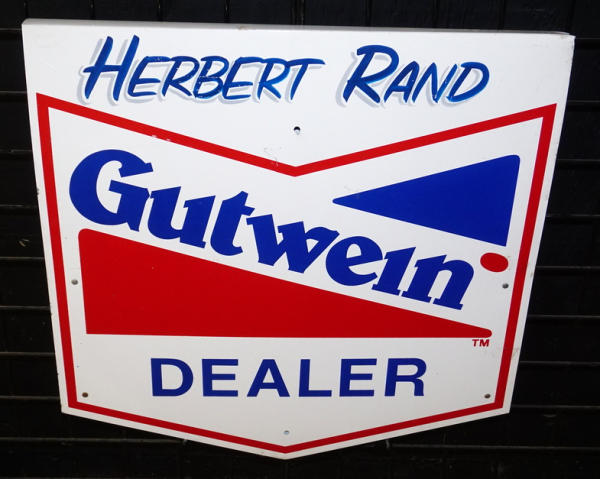 HERBERT RAND
Gutwein
TM
DEALER